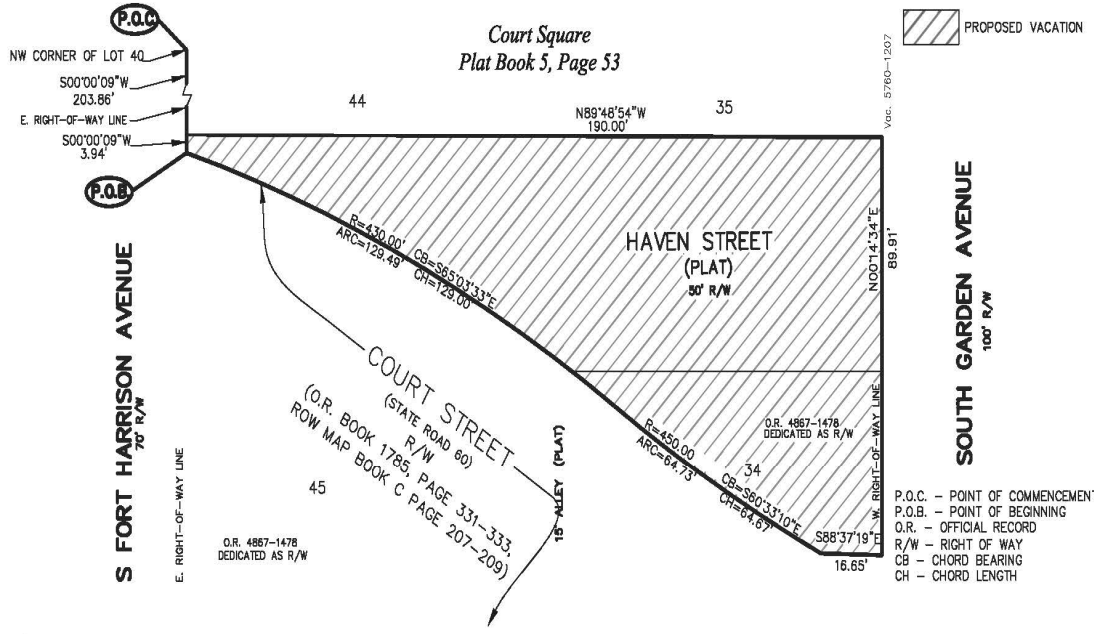 P.O.C.
Court Square
Plat Book 5, Page 53
PROPOSED VACATION
NW CORNER OF LOT 40
S00°00'09"W
203.86'
E. RIGHT-OF-WAY LINE
S00°00'09"W
3.94'
P.O.B.
44
N89°48'54"W
190.00'
35
Vac. 5760-1207
R=430.00'
ARC=129.49'
CB=S65°03'33"E
CH=129.00'
HAVEN STREET
(PLAT)
50' R/W
N00°14'34"E
89.91'
SOUTH GARDEN AVENUE
100' R/W
S FORT HARRISON AVENUE
70' R/W
E. RIGHT-OF-WAY LINE
COURT STREET
(STATE ROAD 60)
R/W
(O.R. BOOK 1785, PAGE 331-333,
ROW MAP BOOK C PAGE 207-209)
45
O.R. 4867-1478
DEDICATED AS R/W
15' ALLEY (PLAT)
R=450.00
ARC=64.73'
34
CB=S60°33'10"E
CH=64.67'
O.R. 4867-1478
DEDICATED AS R/W
W. RIGHT-OF-WAY LINE
S88°37'19"E
16.65'
P.O.C. - POINT OF COMMENCEMENT
P.O.B. - POINT OF BEGINNING
O.R. - OFFICIAL RECORD
R/W - RIGHT OF WAY
CB - CHORD BEARING
CH - CHORD LENGTH